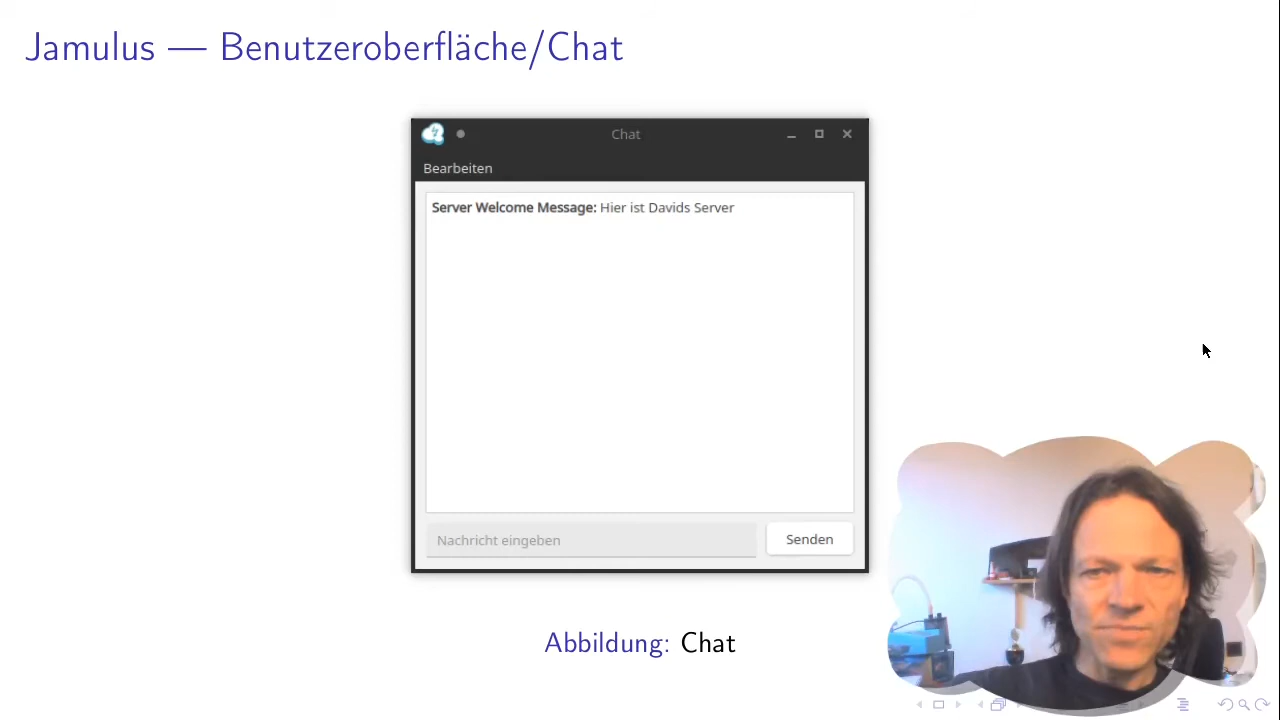 Jamulus — Benutzeroberfläche/Chat
Chat
Bearbeiten
Server Welcome Message: Hier ist Davids Server
Nachricht eingeben
Senden
Abbildung: Chat